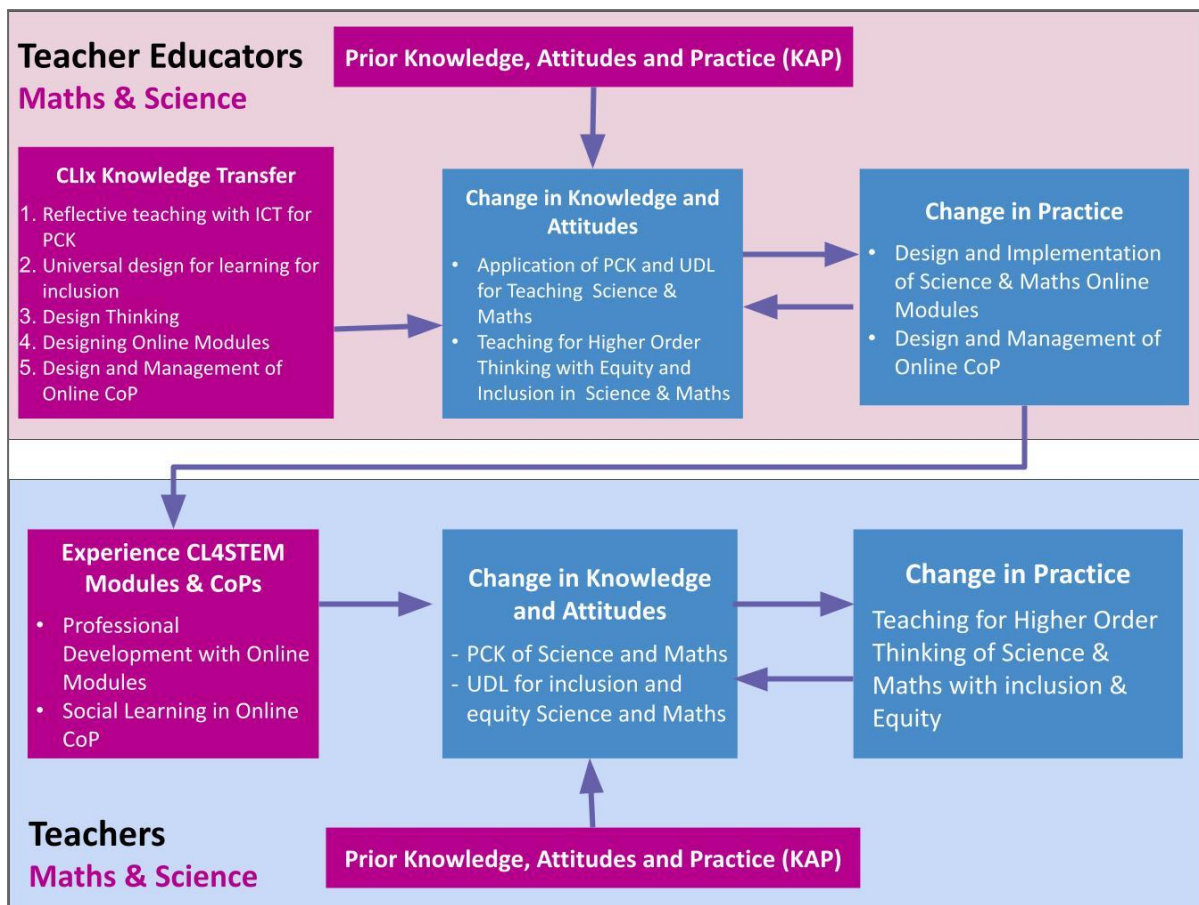 Teacher Educators
Maths & Science
Prior Knowledge, Attitudes and Practice (KAP)
CLIx Knowledge Transfer
1. Reflective teaching with ICT for
PCK
2. Universal design for learning for
inclusion
3. Design Thinking
4. Designing Online Modules
5. Design and Management of
Online CoP
Change in Knowledge and
Attitudes
• Application of PCK and UDL
for Teaching Science &
Maths
• Teaching for Higher Order
Thinking with Equity and
Inclusion in Science & Maths
Change in Practice
• Design and Implementation
of Science & Maths Online
Modules
• Design and Management of
Online CoP
Experience CL4STEM
Modules & CoPs
• Professional
Development with Online
Modules
• Social Learning in Online
CoP
Change in Knowledge
and Attitudes
- PCK of Science and Maths
- UDL for inclusion and
equity Science and Maths
Change in Practice
Teaching for Higher Order
Thinking of Science &
Maths with inclusion &
Equity
Teachers
Maths & Science
Prior Knowledge, Attitudes and Practice (KAP)